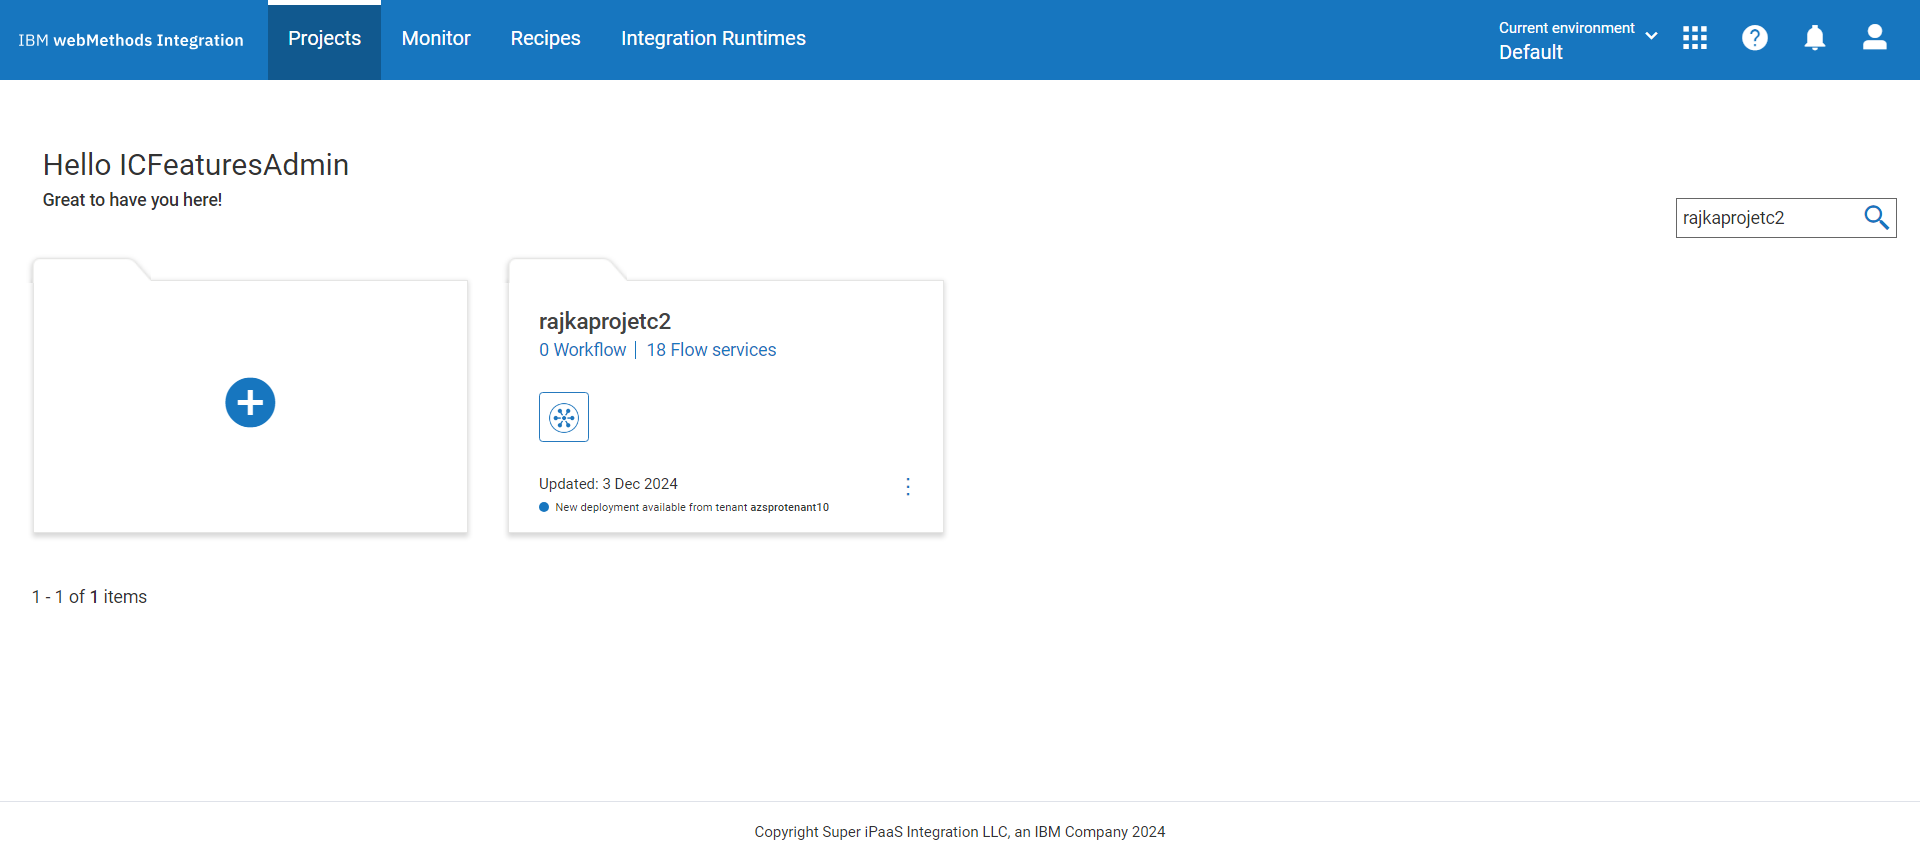 IBM webMethods Integration
Projects
Monitor
Recipes
Integration Runtimes
Current environment
Default
Hello ICFeaturesAdmin
Great to have you here!
rajkaprojetc2
rajkaprojetc2
0 Workflow | 18 Flow services
Updated: 3 Dec 2024
New deployment available from tenant azsprotenant10
1 - 1 of 1 items
Copyright Super iPaaS Integration LLC, an IBM Company 2024